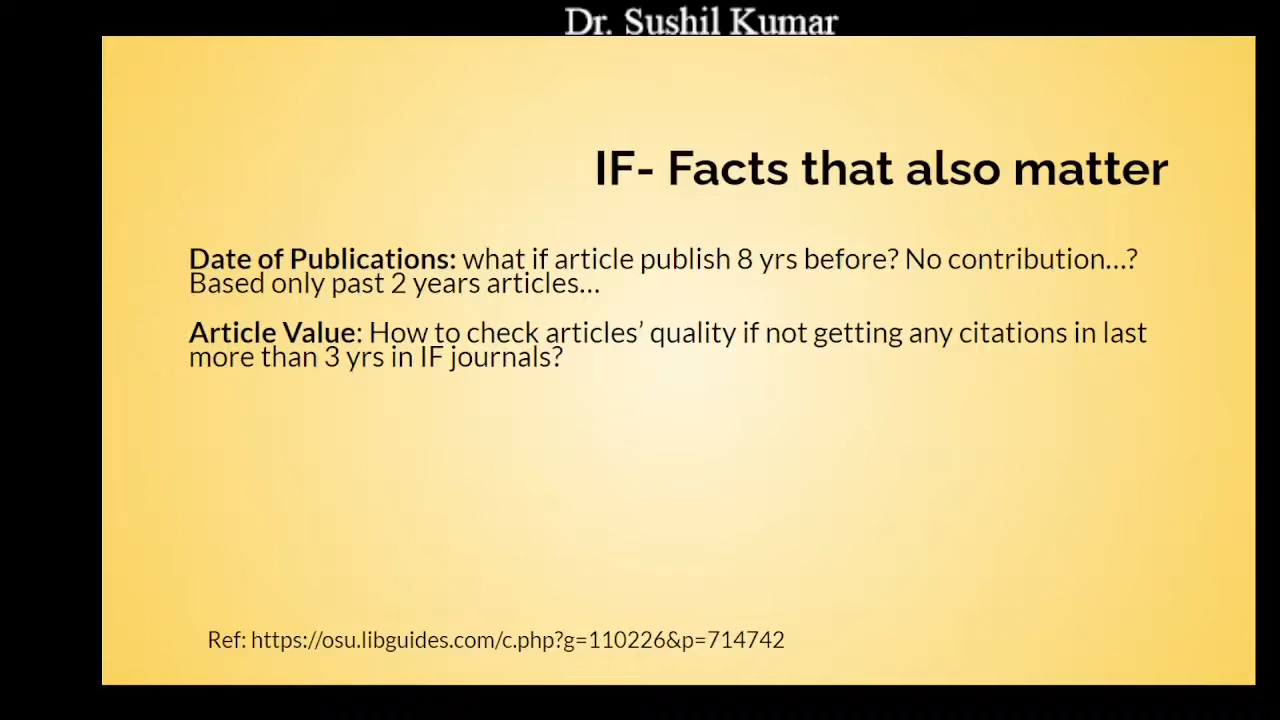 Dr. Sushil Kumar
IF- Facts that also matter
Date of Publications: what if article publish 8 yrs before? No contribution...?
Based only past 2 years articles...
Article Value: How to check articles’ quality if not getting any citations in last
more than 3 yrs in IF journals?
Ref: https://osu.libguides.com/c.php?g=110226&p=714742